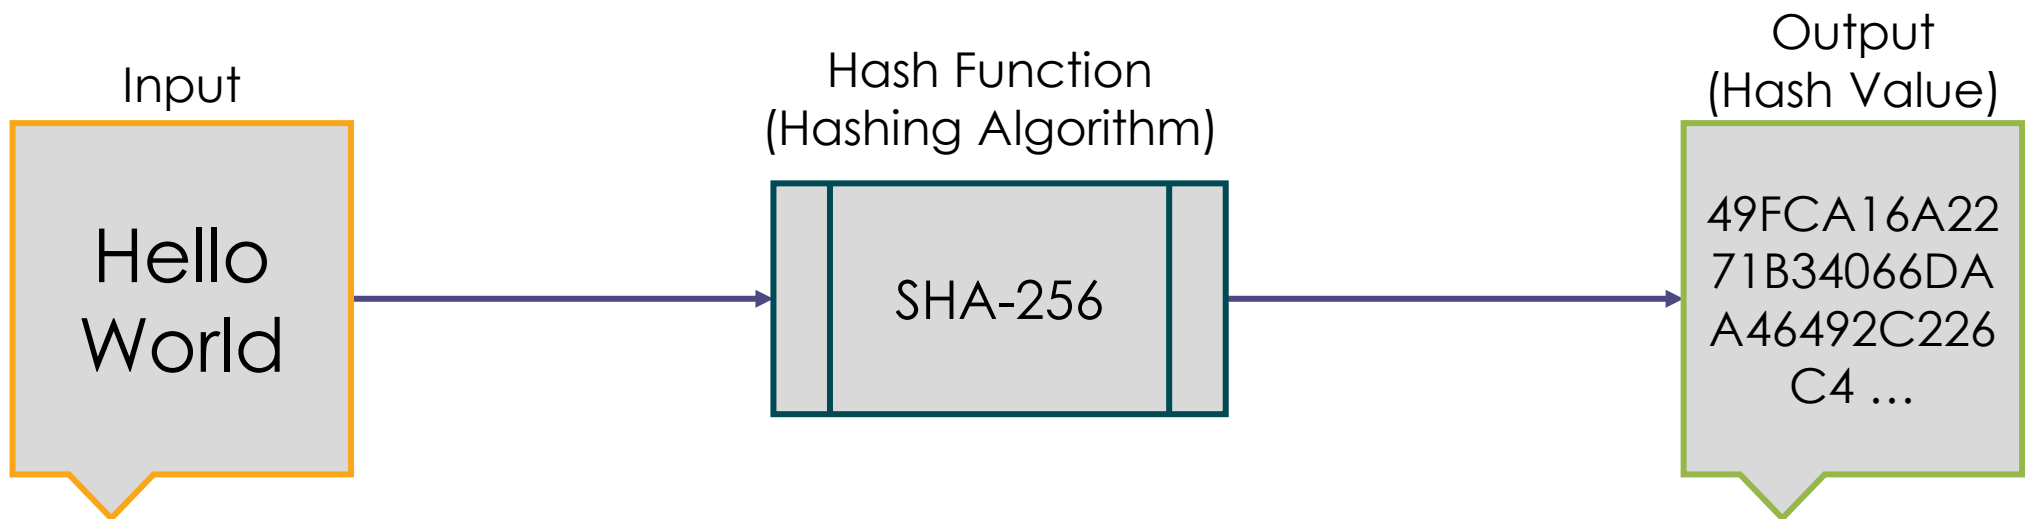 Input
Hello
World
Hash Function
(Hashing Algorithm)
SHA-256
Output
(Hash Value)
49FCA16A22
71B34066DA
A46492C226
C4 …